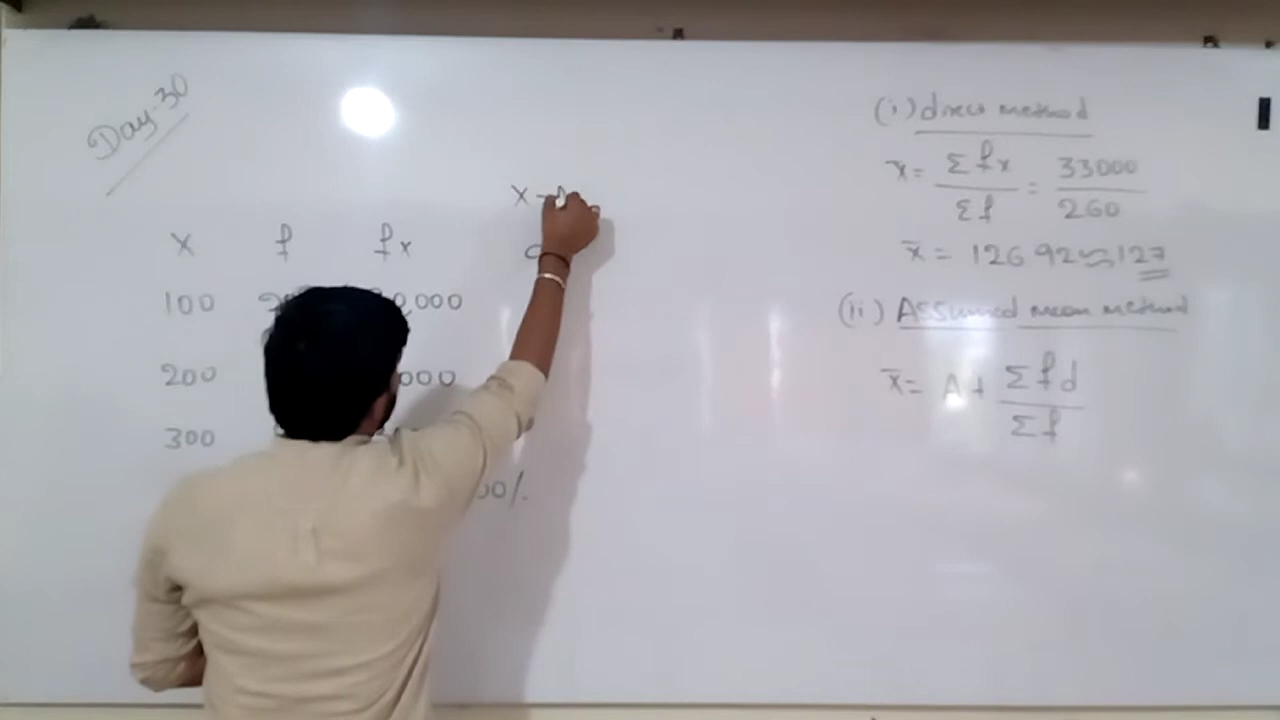 Day-30
X - A
X f fx d
100 ,000
200 000
300
00/.
(i) direct method
x̄ = Σfx / Σf = 33000 / 260
x̄ = 126.92 ≈ 127
(ii) Assumed mean method
x̄ = A + Σfd / Σf